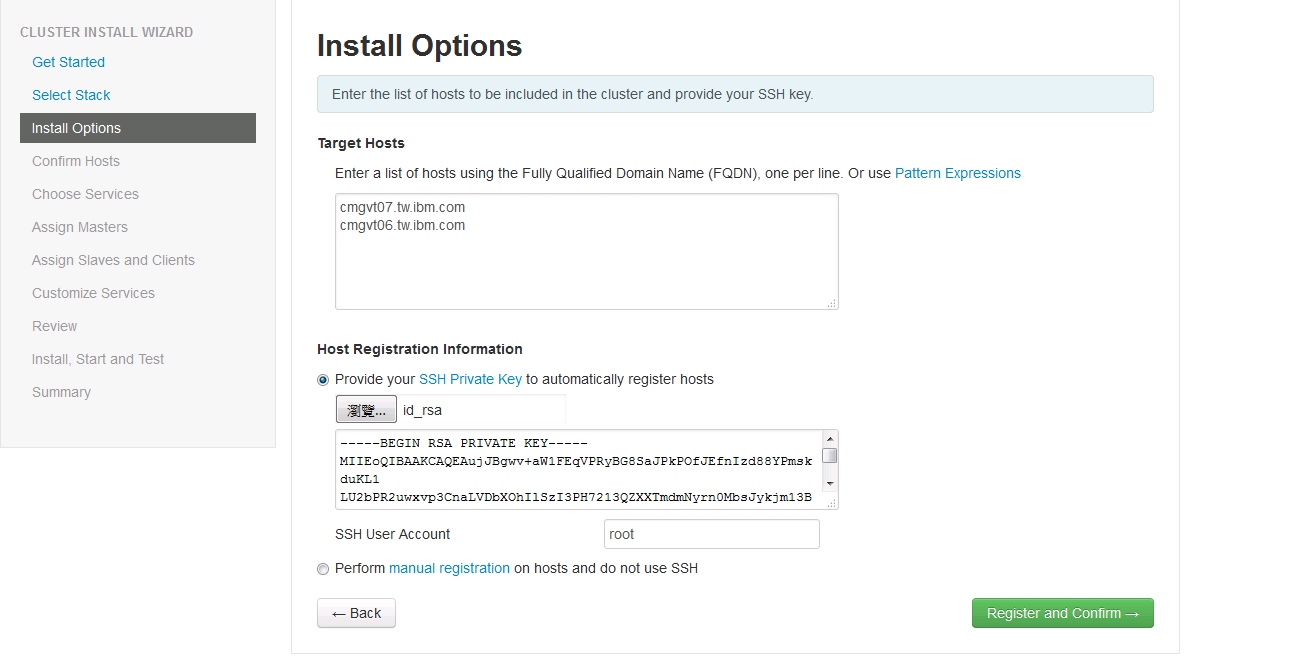 CLUSTER INSTALL WIZARD
Get Started
Select Stack
Install Options
Confirm Hosts
Choose Services
Assign Masters
Assign Slaves and Clients
Customize Services
Review
Install, Start and Test
Summary
Install Options
Enter the list of hosts to be included in the cluster and provide your SSH key.
Target Hosts
Enter a list of hosts using the Fully Qualified Domain Name (FQDN), one per line. Or use Pattern Expressions
cmgvt07.tw.ibm.com
cmgvt06.tw.ibm.com
Host Registration Information
Provide your SSH Private Key to automatically register hosts
瀏覽... id_rsa
-----BEGIN RSA PRIVATE KEY-----
MIIEoQIBAAKCAQEAujJBgwv+aW1FEqVPRyBG8SaJPkPOfJEfnIzd88YPmsk
duKL1
LU2bPR2uwxvp3CnaLVDbXOhIlSzI3PH7213QZXXTmdmNyrn0MbsJykjm13B
SSH User Account root
Perform manual registration on hosts and do not use SSH
← Back
Register and Confirm →